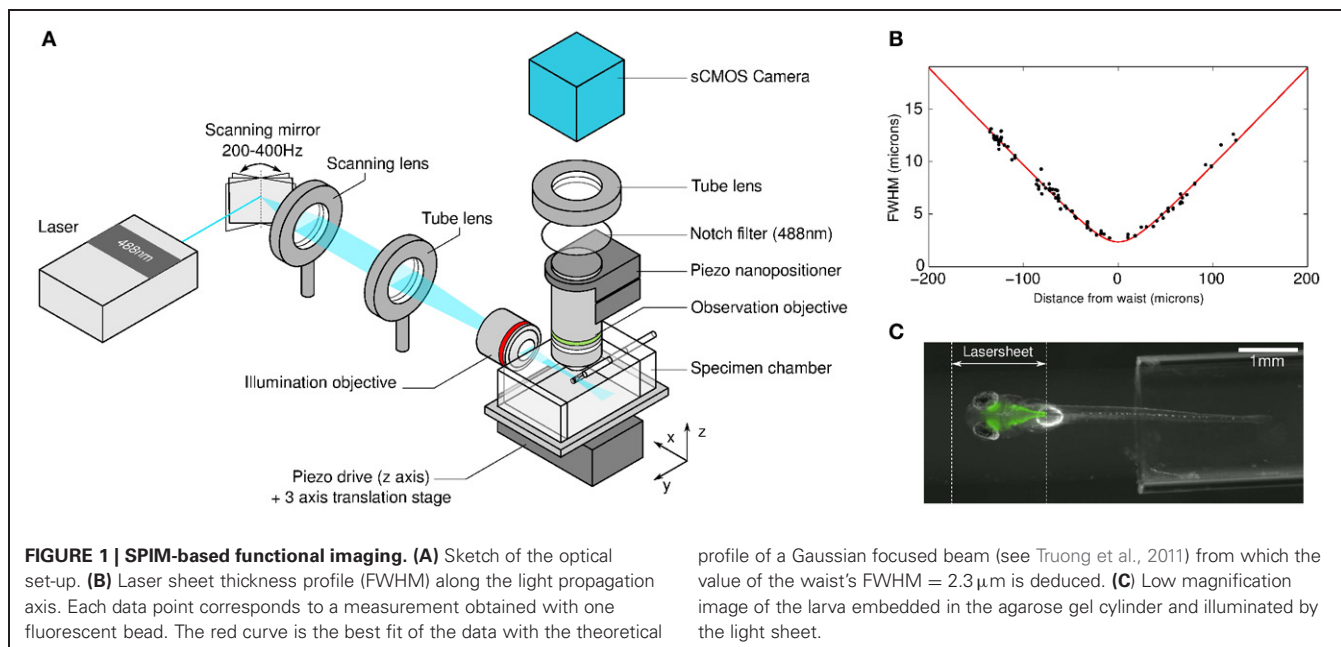 A
sCMOS Camera
Scanning mirror
200-400Hz
Scanning lens
Tube lens
Laser
488nm
Tube lens
Notch filter (488nm)
Piezo nanopositioner
Observation objective
Illumination objective
Specimen chamber
x
z
y
Piezo drive (z axis)
+ 3 axis translation stage
B
FWHM (microns)
15
10
5
0
−200
−100
0
100
200
Distance from waist (microns)
C
Lasersheet
1mm
FIGURE 1 | SPIM-based functional imaging. (A) Sketch of the optical
set-up. (B) Laser sheet thickness profile (FWHM) along the light propagation
axis. Each data point corresponds to a measurement obtained with one
fluorescent bead. The red curve is the best fit of the data with the theoretical
profile of a Gaussian focused beam (see Truong et al., 2011) from which the
value of the waist's FWHM = 2.3 μm is deduced. (C) Low magnification
image of the larva embedded in the agarose gel cylinder and illuminated by
the light sheet.